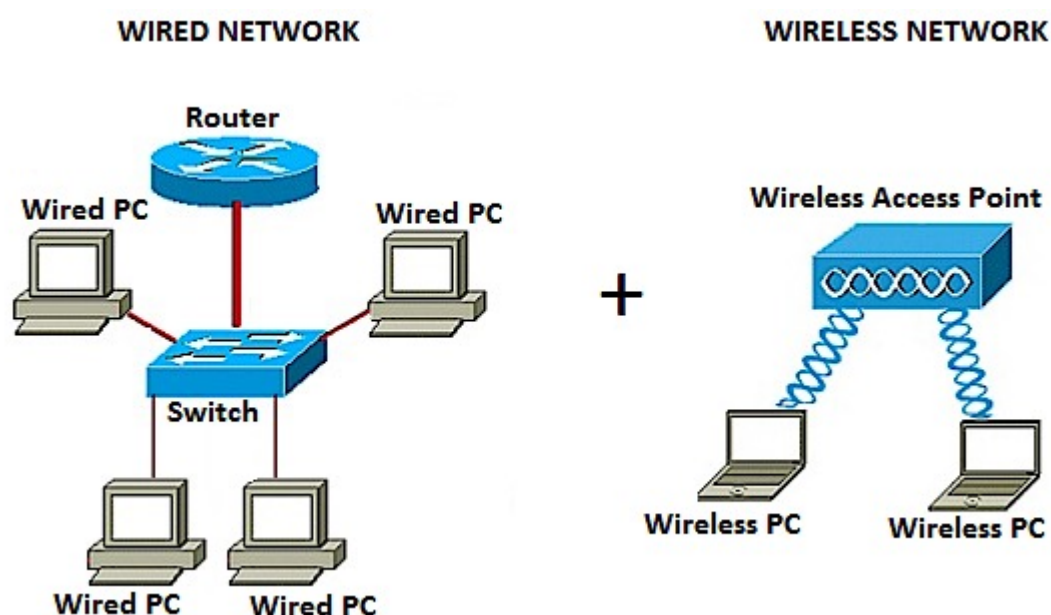 WIRED NETWORK
WIRELESS NETWORK
Router
Wired PC
Wired PC
Wireless Access Point
+
Switch
Wireless PC
Wireless PC
Wired PC
Wired PC